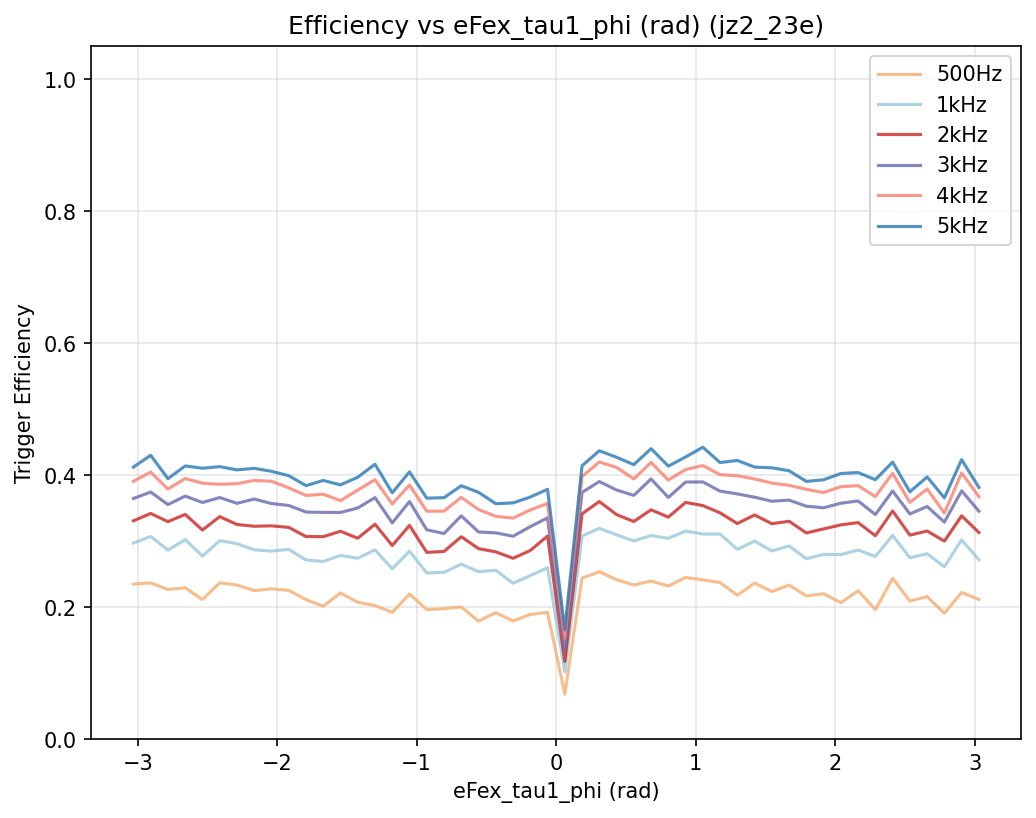 Efficiency vs eFex_tau1_phi (rad) (jz2_23e)
1.0
0.8
0.6
0.4
0.2
0.0
Trigger Efficiency
500Hz
1kHz
2kHz
3kHz
4kHz
5kHz
−3
−2
−1
0
1
2
3
eFex_tau1_phi (rad)